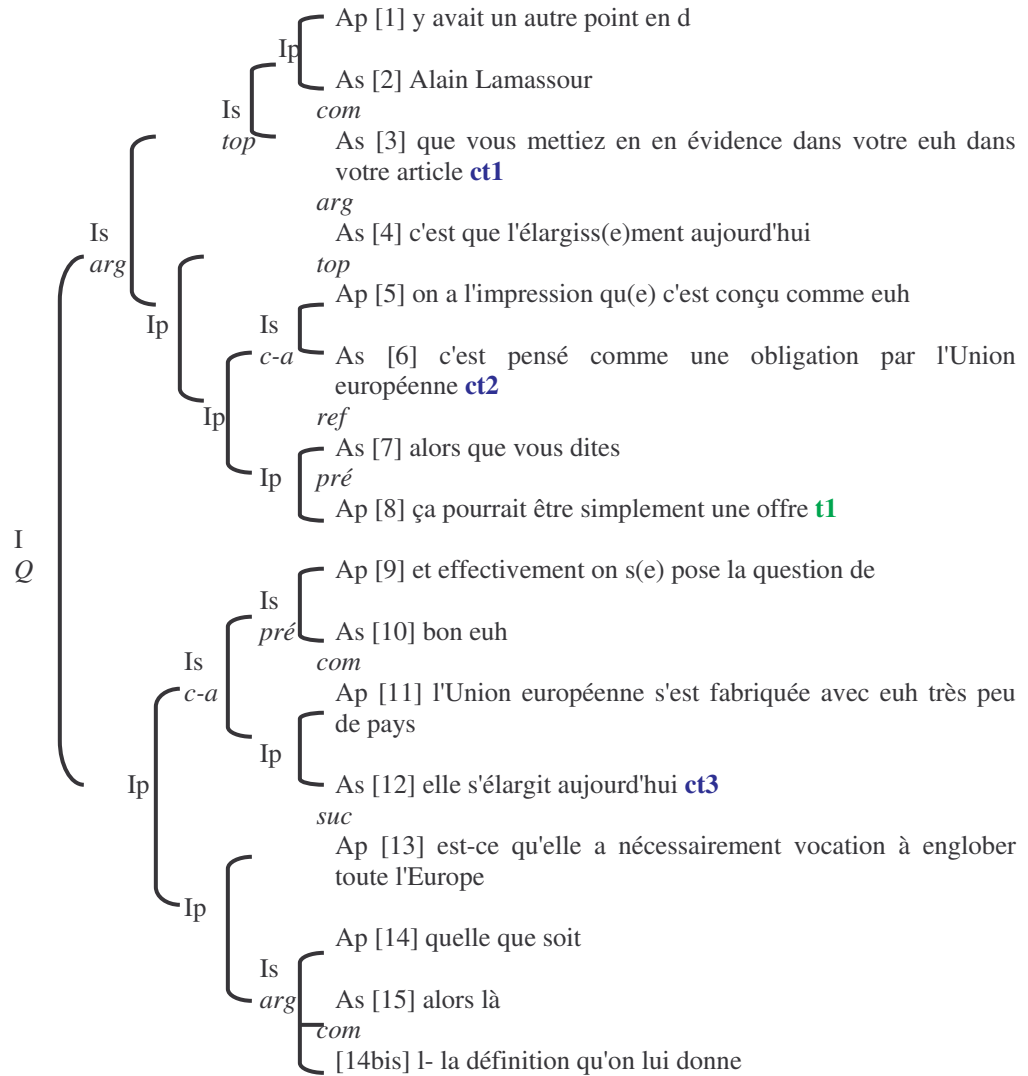 Ap [1] y avait un autre point en d
Ip
As [2] Alain Lamassour
Is
com
top
As [3] que vous mettiez en en évidence dans votre euh dans
votre article ct1
arg
Is
As [4] c'est que l'élargiss(e)ment aujourd'hui
arg
top
Ap [5] on a l'impression qu(e) c'est conçu comme euh
Ip
Is
c-a
As [6] c'est pensé comme une obligation par l'Union
européenne ct2
Ip
ref
As [7] alors que vous dites
Ip
pré
Ap [8] ça pourrait être simplement une offre t1
I
Q
Ap [9] et effectivement on s(e) pose la question de
Is
pré
As [10] bon euh
Is
com
c-a
Ap [11] l'Union européenne s'est fabriquée avec euh très peu
de pays
Ip
Ip
As [12] elle s'élargit aujourd'hui ct3
suc
Ap [13] est-ce qu'elle a nécessairement vocation à englober
toute l'Europe
Ip
Ap [14] quelle que soit
Is
arg
As [15] alors là
com
[14bis] l- la définition qu'on lui donne